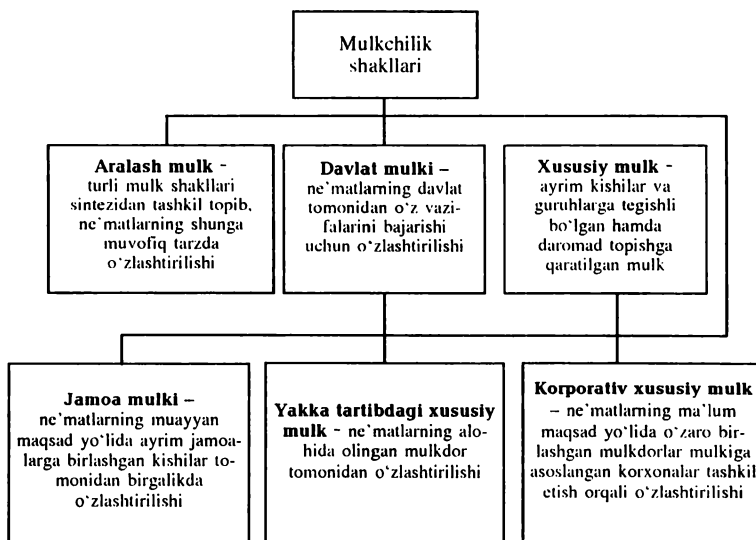 Mulkchilik
shakllari
Aralash mulk -
turli mulk shakllari
sintezidan tashkil topib,
ne'matlarning shunga
muvofiq tarzda
o'zlashtirilishi
Davlat mulki –
ne'matlarning davlat
tomonidan o'z vazi-
falarini bajarishi
uchun o'zlashtirilishi
Xususiy mulk -
ayrim kishilar va
guruhlarga tegishli
bo'lgan hamda
daromad topishga
qaratilgan mulk
Jamoa mulki –
ne'matlarning muayyan
maqsad yo'lida ayrim jamoa-
larga birlashgan kishilar to-
monidan birgalikda
o'zlashtirilishi
Yakka tartibdagi xususiy
mulk - ne'matlarning alo-
hida olingan mulkdor
tomonidan o'zlashtirilishi
Korporativ xususiy mulk
– ne'matlarning ma'lum
maqsad yo'lida o'zaro bir-
lashgan mulkdorlar mulkiga
asoslangan korxonalar tashkil
etish orqali o'zlashtirilishi